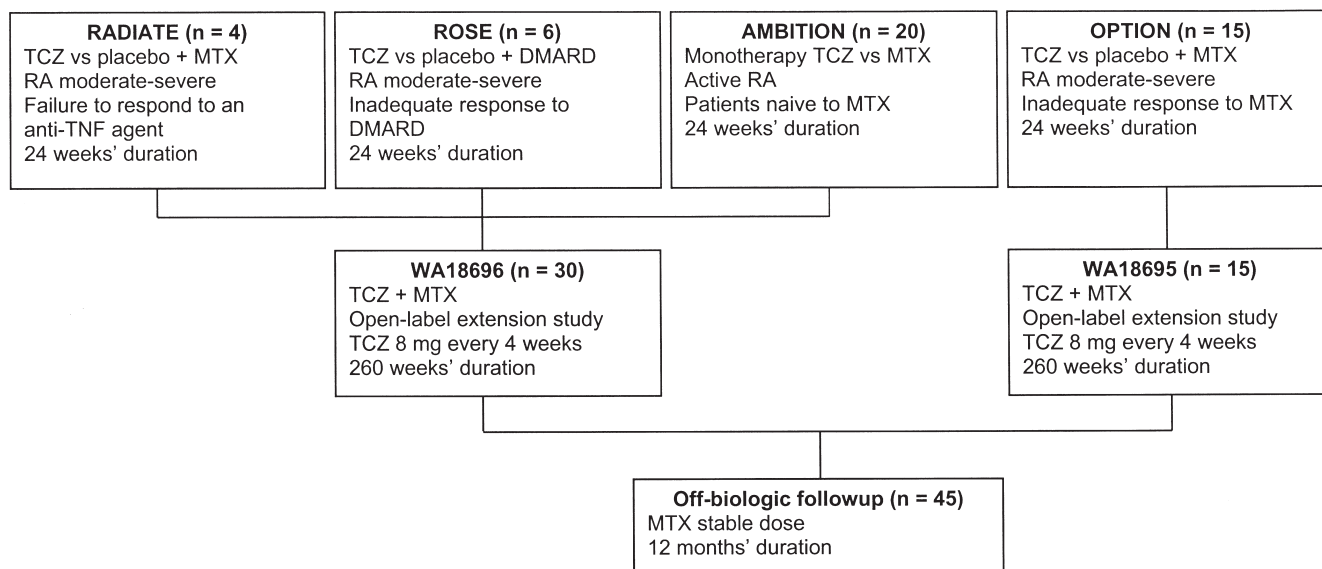 RADIATE (n = 4)
TCZ vs placebo + MTX
RA moderate-severe
Failure to respond to an
anti-TNF agent
24 weeks' duration
ROSE (n = 6)
TCZ vs placebo + DMARD
RA moderate-severe
Inadequate response to
DMARD
24 weeks' duration
AMBITION (n = 20)
Monotherapy TCZ vs MTX
Active RA
Patients naive to MTX
24 weeks' duration
OPTION (n = 15)
TCZ vs placebo + MTX
RA moderate-severe
Inadequate response to MTX
24 weeks' duration
WA18696 (n = 30)
TCZ + MTX
Open-label extension study
TCZ 8 mg every 4 weeks
260 weeks' duration
WA18695 (n = 15)
TCZ + MTX
Open-label extension study
TCZ 8 mg every 4 weeks
260 weeks' duration
Off-biologic followup (n = 45)
MTX stable dose
12 months' duration